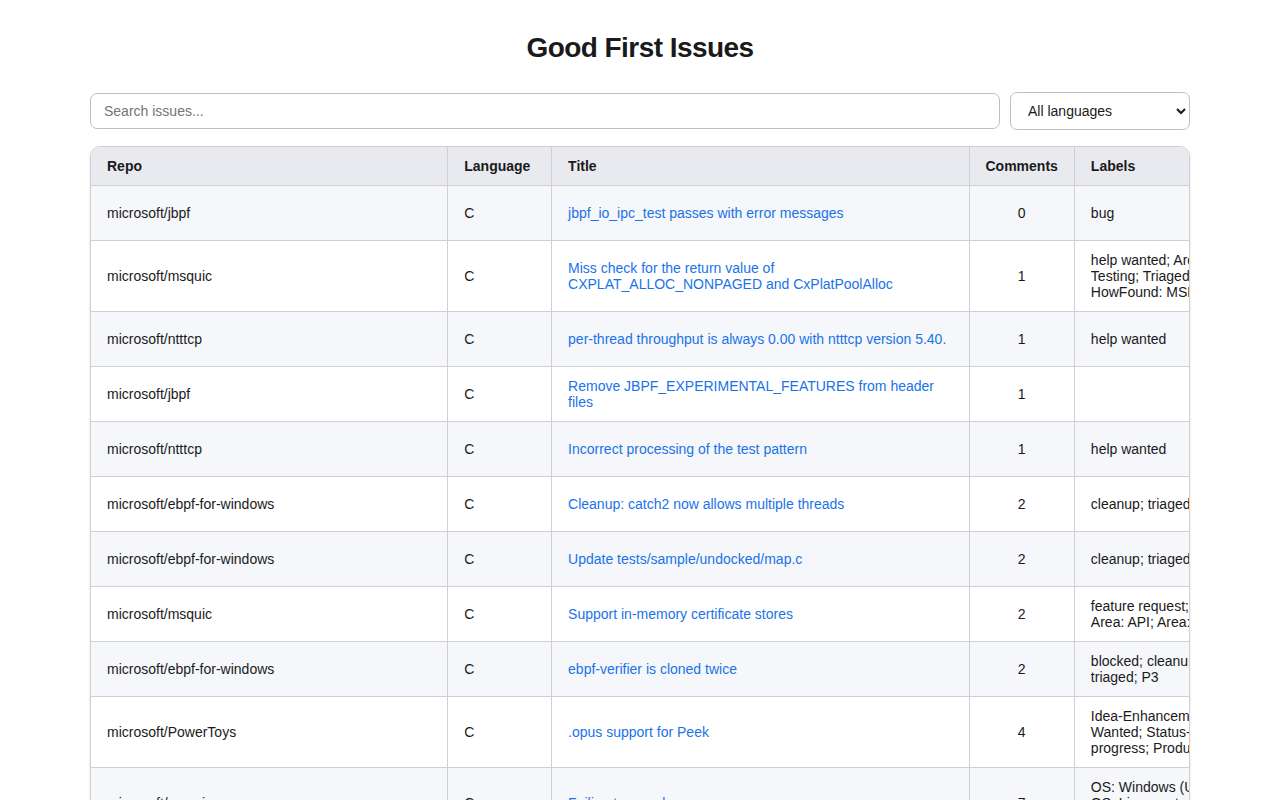 Good First Issues
Search issues...
All languages
Repo Language Title Comments Labels
microsoft/jbpf C jbpf_io_ipc_test passes with error messages 0 bug
microsoft/msquic C Miss check for the return value of CXPLAT_ALLOC_NONPAGED and CxPlatPoolAlloc 1 help wanted;
Testing; Triaged
HowFound:
microsoft/ntttcp C per-thread throughput is always 0.00 with ntttcp version 5.40. 1 help wanted
microsoft/jbpf C Remove JBPF_EXPERIMENTAL_FEATURES from header files 1
microsoft/ntttcp C Incorrect processing of the test pattern 1 help wanted
microsoft/ebpf-for-windows C Cleanup: catch2 now allows multiple threads 2 cleanup; triaged
microsoft/ebpf-for-windows C Update tests/sample/undocked/map.c 2 cleanup; triaged
microsoft/msquic C Support in-memory certificate stores 2 feature request;
Area: API; Area:
microsoft/ebpf-for-windows C ebpf-verifier is cloned twice 2 blocked; cleanu
triaged; P3
microsoft/PowerToys C .opus support for Peek 4 Idea-Enhancem
Wanted; Status-
progress; Produ
OS: Windows